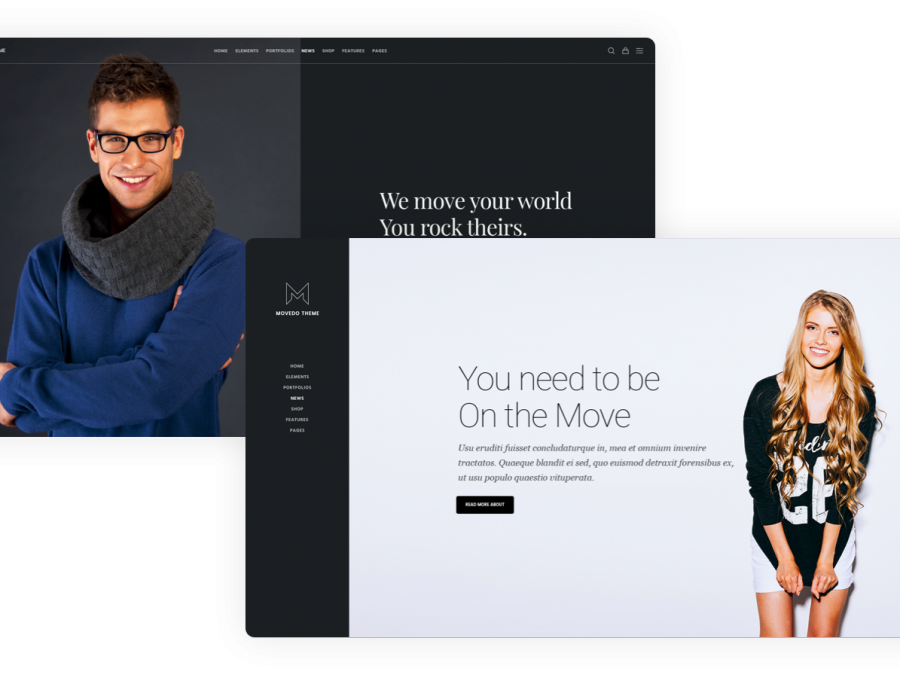 HOME ELEMENTS PORTFOLIOS NEWS SHOP FEATURES PAGES
We move your world
You rock theirs.
MOVEDO THEME
HOME
ELEMENTS
PORTFOLIOS
NEWS
SHOP
FEATURES
PAGES
You need to be
On the Move
Usu eruditi fuisset concludaturque in, mea et omnium invenire
tractatos. Quaeque blandit ei sed, quo euismod detraxit forensibus ex,
ut usu populo quaestio vituperata.
READ MORE ABOUT